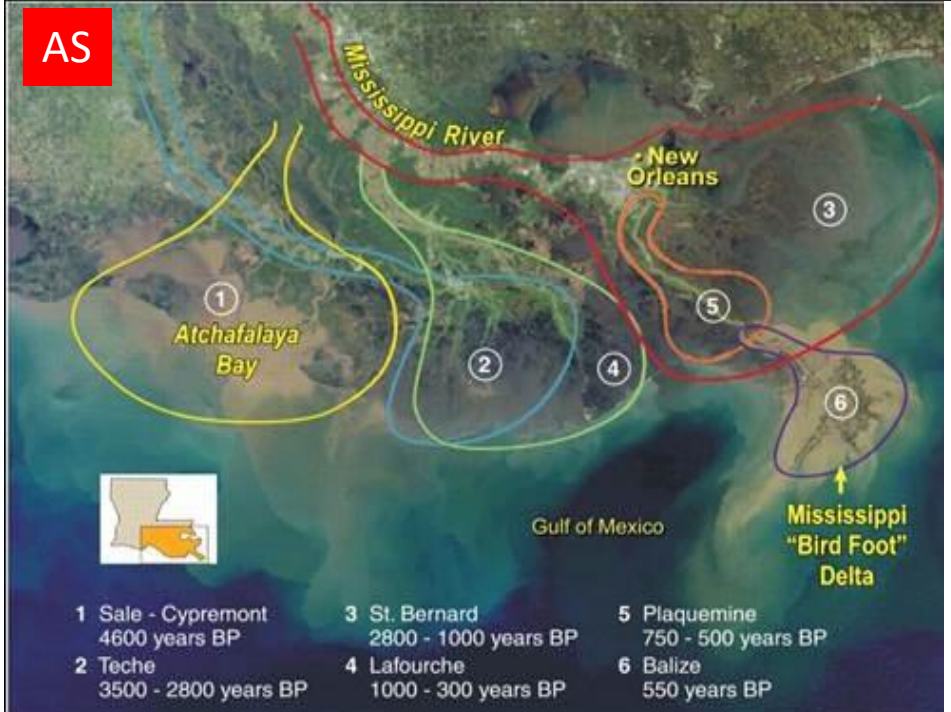 AS
Mississippi River
• New
Orleans
3
1
Atchafalaya
Bay
5
2
4
6
Gulf of Mexico
Mississippi
“Bird Foot”
Delta
1 Sale - Cypremont
4600 years BP
2 Teche
3500 - 2800 years BP
3 St. Bernard
2800 - 1000 years BP
4 Lafourche
1000 - 300 years BP
5 Plaquemine
750 - 500 years BP
6 Balize
550 years BP